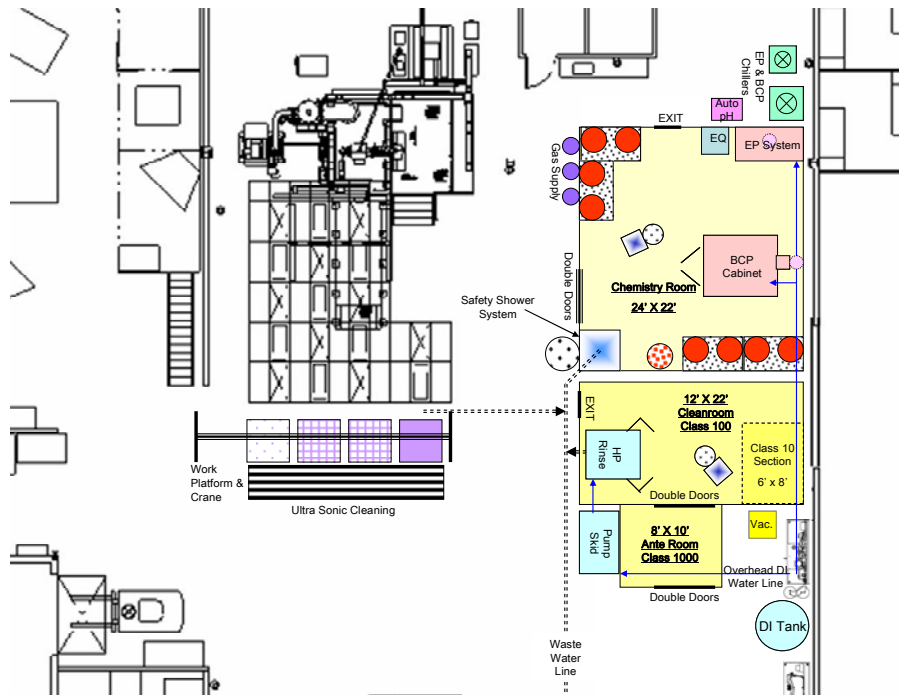 EP & BCP
Chillers
Auto
pH
EXIT
EQ
EP System
Gas Supply
BCP
Cabinet
Double Doors
Chemistry Room
24' X 22'
Safety Shower
System
EXIT
12' X 22'
Cleanroom
Class 100
HP
Rinse
Class 10
Section
6' x 8'
Work
Platform &
Crane
Ultra Sonic Cleaning
Double Doors
Pump
Skid
8' X 10'
Ante Room
Class 1000
Vac.
Overhead DI
Water Line
Double Doors
DI Tank
Waste
Water
Line